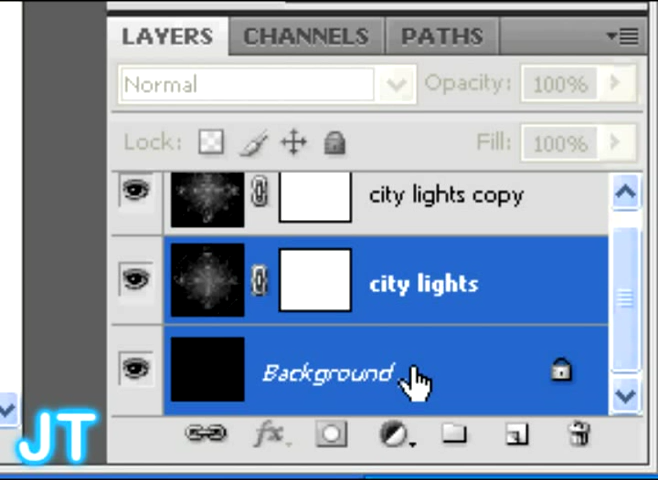 LAYERS CHANNELS PATHS
Normal Opacity: 100%
Lock: Fill: 100%
city lights copy
city lights
Background
JT